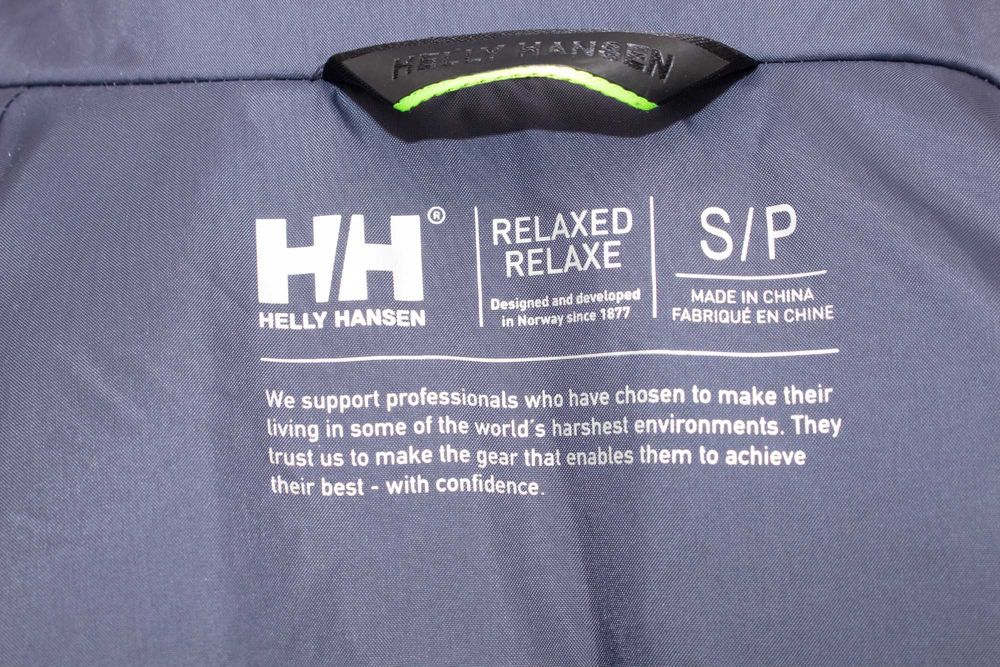 HELLY HANSEN
HH®
HELLY HANSEN
RELAXED
RELAXE
Designed and developed
in Norway since 1877
S/P
MADE IN CHINA
FABRIQUÉ EN CHINE
We support professionals who have chosen to make their
living in some of the world's harshest environments. They
trust us to make the gear that enables them to achieve
their best - with confidence.